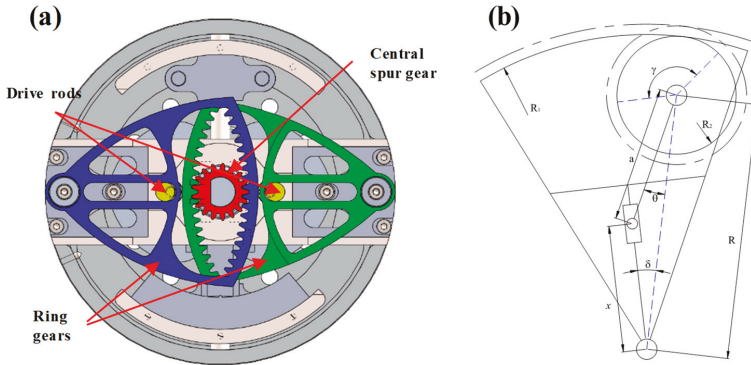 (a)
Central
spur gear
Drive rods
Ring
gears
(b)
R₁
γ
R₂
a
θ
R
δ
x